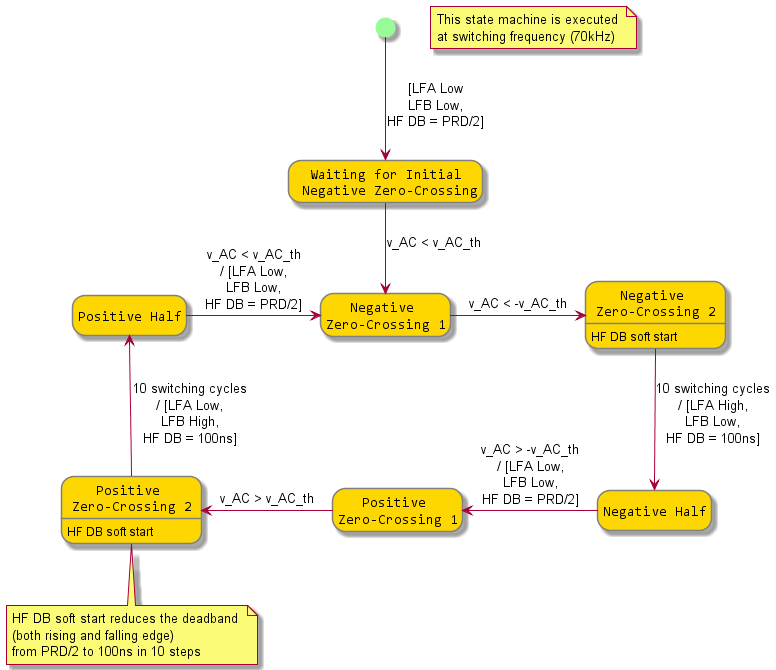 This state machine is executed
at switching frequency (70kHz)
[LFA Low
LFB Low,
HF DB = PRD/2]
Waiting for Initial
Negative Zero-Crossing
v_AC < v_AC_th
v_AC < v_AC_th
/ [LFA Low,
LFB Low,
HF DB = PRD/2]
Positive Half
Negative
Zero-Crossing 1
v_AC < -v_AC_th
Negative
Zero-Crossing 2
HF DB soft start
10 switching cycles
/ [LFA Low,
LFB High,
HF DB = 100ns]
10 switching cycles
/ [LFA High,
LFB Low,
HF DB = 100ns]
v_AC > -v_AC_th
/ [LFA Low,
LFB Low,
HF DB = PRD/2]
Positive
Zero-Crossing 2
HF DB soft start
v_AC > v_AC_th
Positive
Zero-Crossing 1
Negative Half
HF DB soft start reduces the deadband
(both rising and falling edge)
from PRD/2 to 100ns in 10 steps